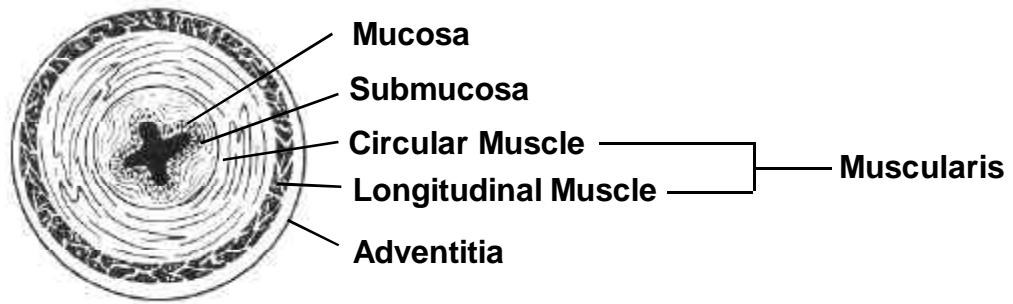 Mucosa
Submucosa
Circular Muscle
Longitudinal Muscle
Muscularis
Adventitia